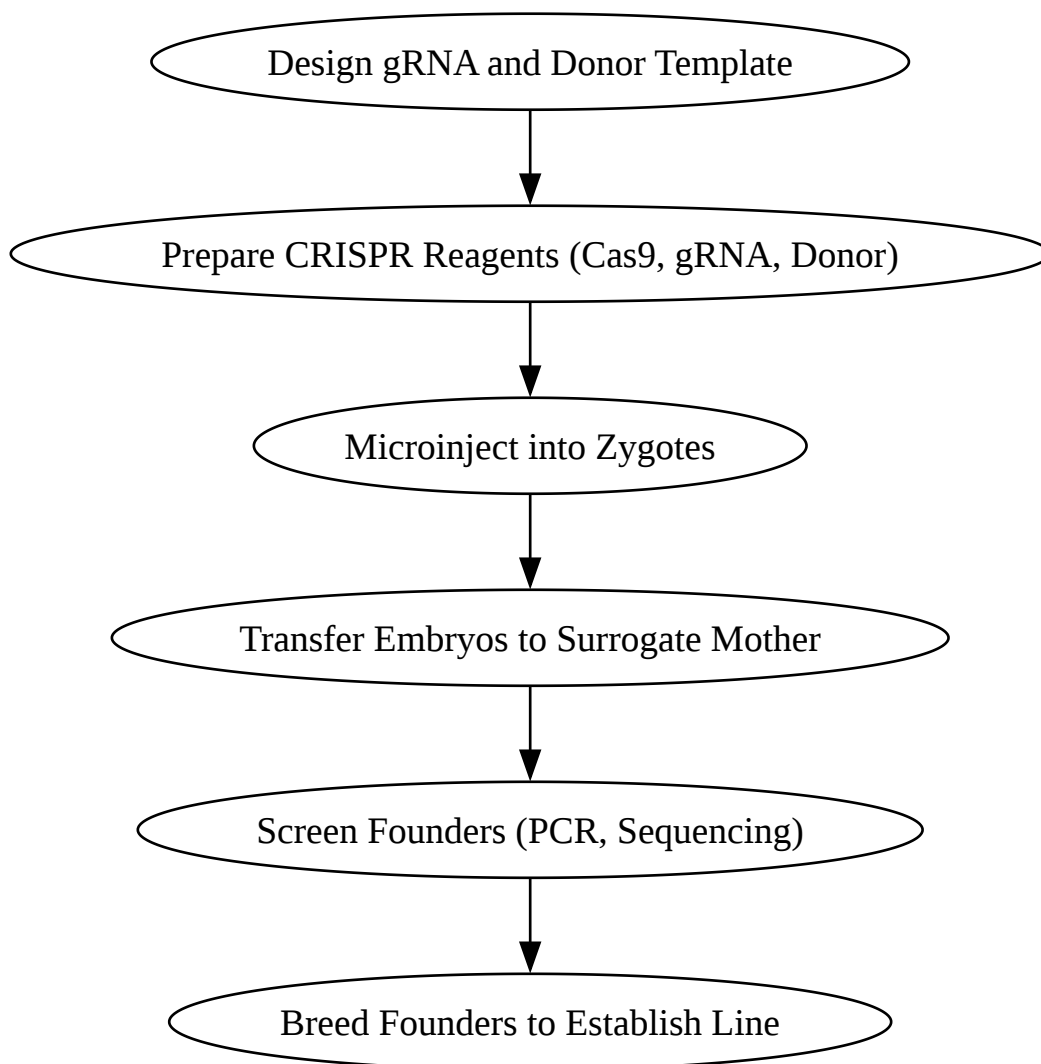 Design gRNA and Donor Template
Prepare CRISPR Reagents (Cas9, gRNA, Donor)
Microinject into Zygotes
Transfer Embryos to Surrogate Mother
Screen Founders (PCR, Sequencing)
Breed Founders to Establish Line